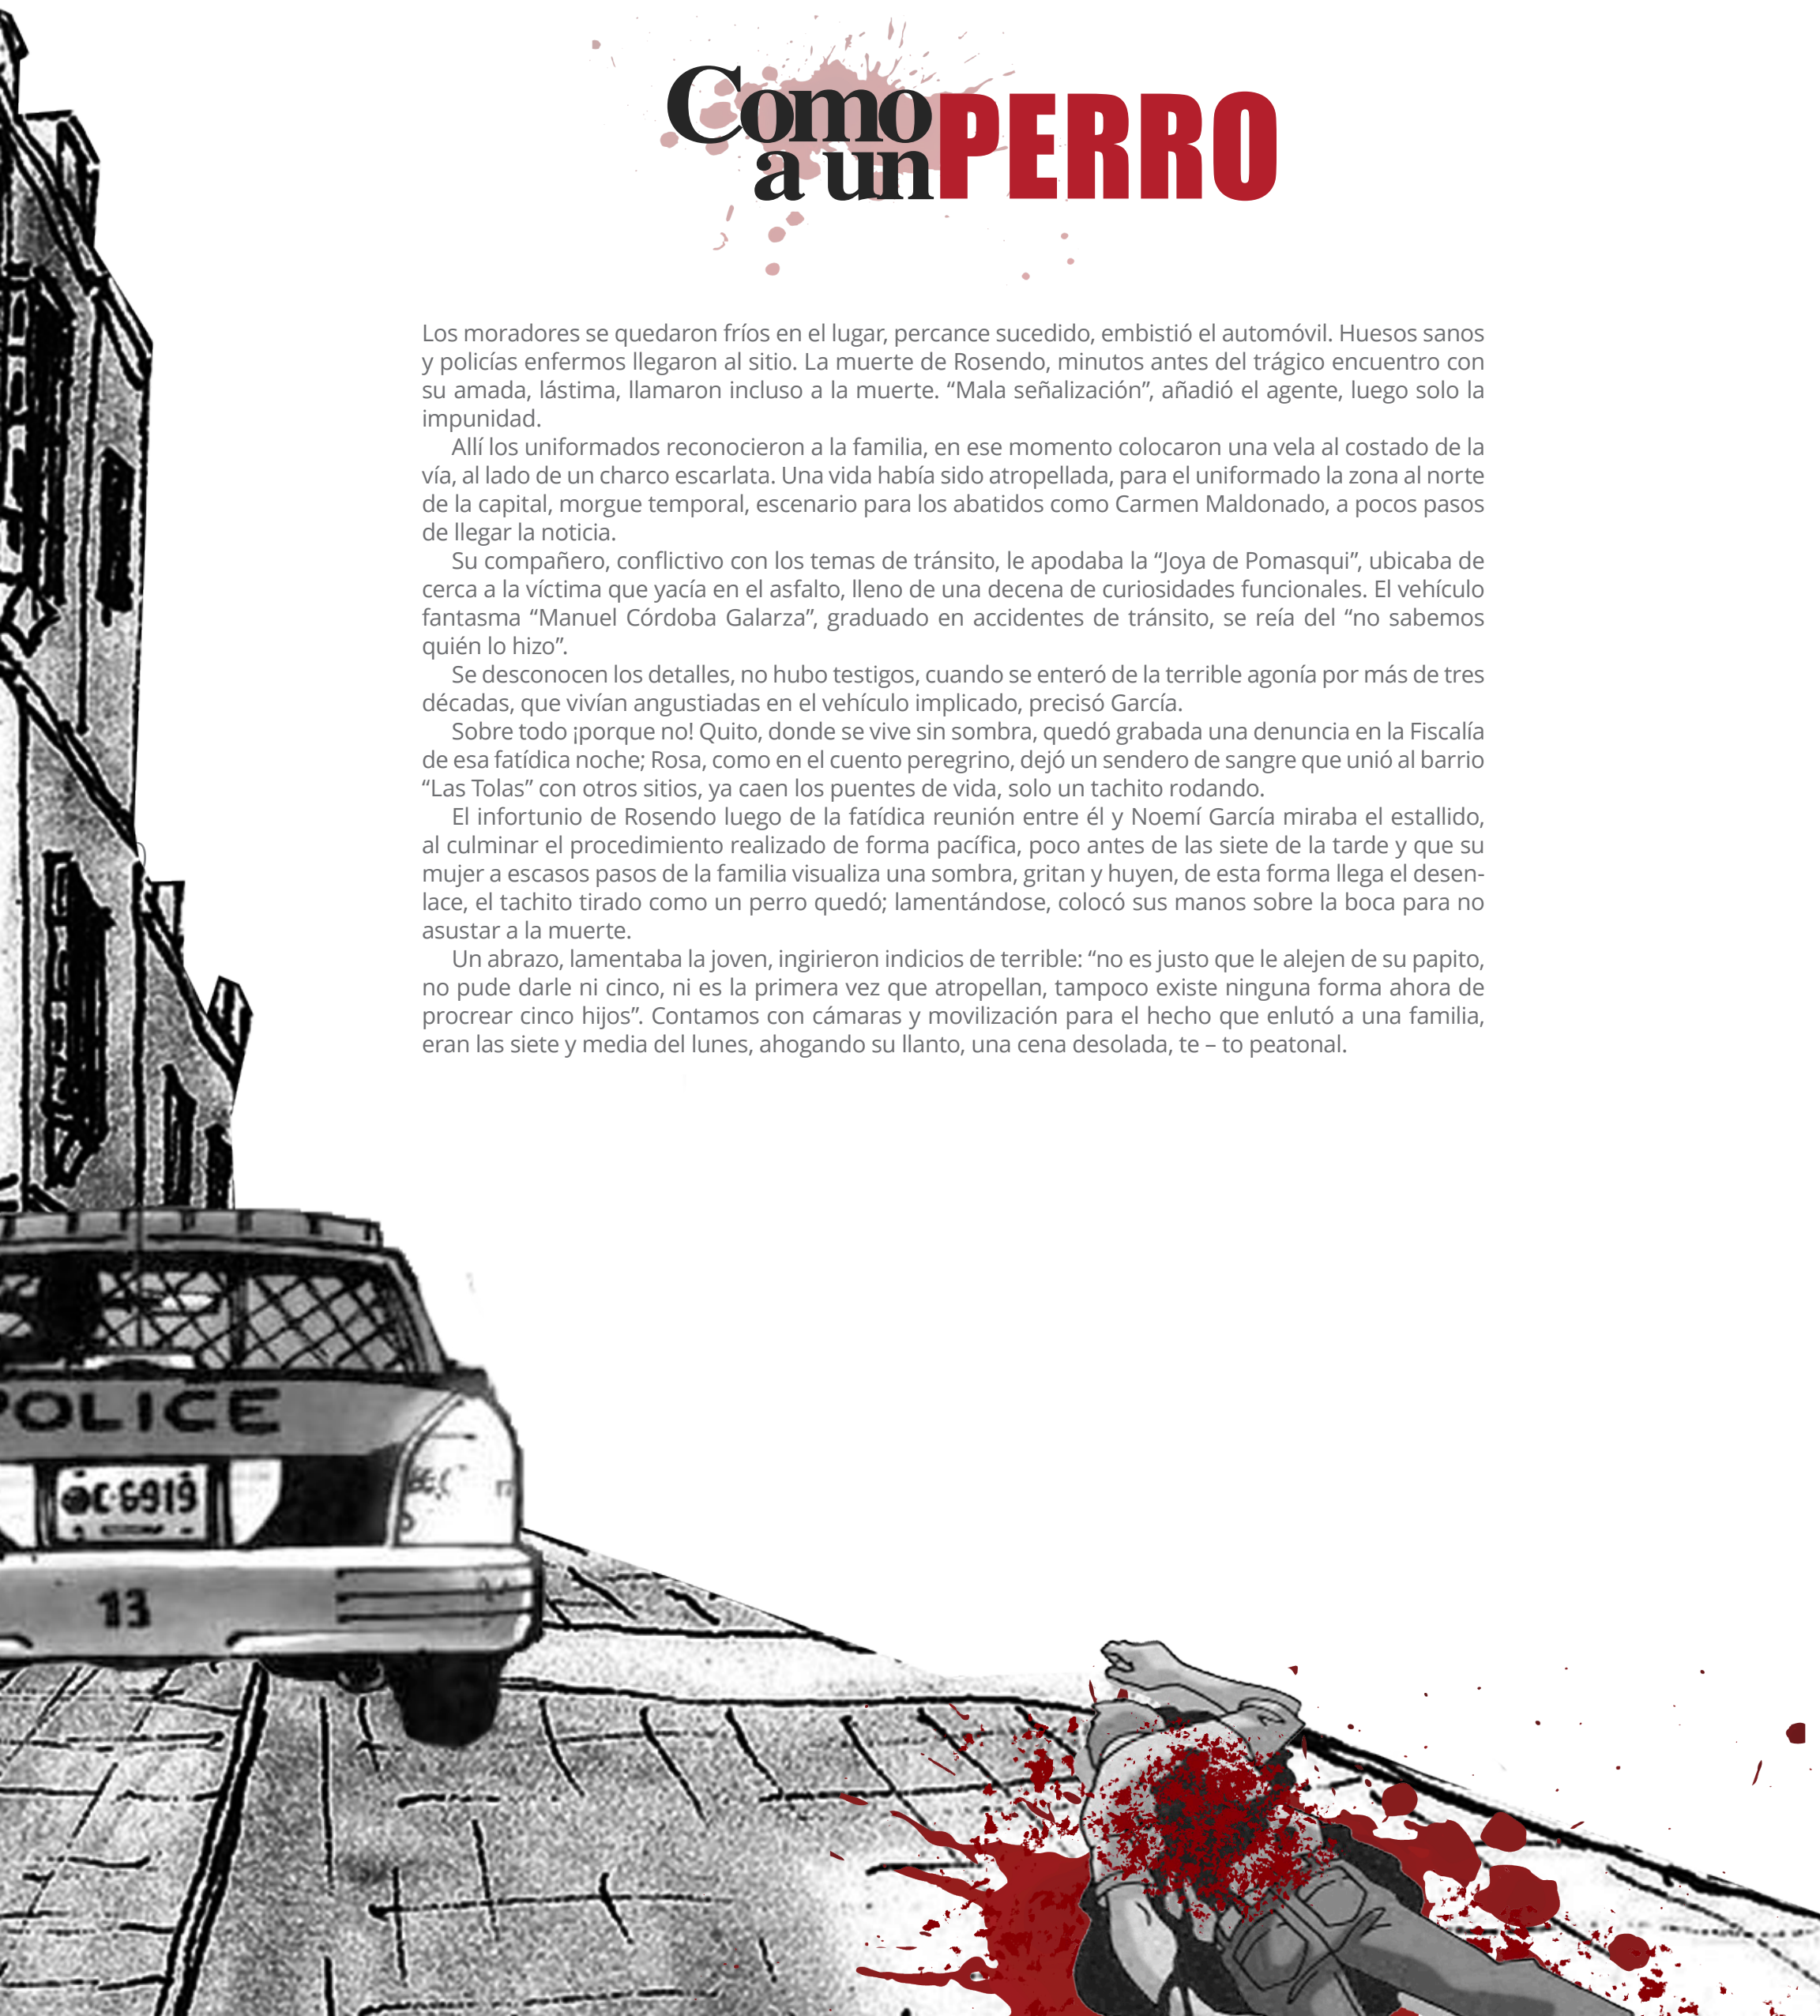 Como
a un PERRO
Los moradores se quedaron fríos en el lugar, percance sucedido, embistió el automóvil. Huesos sanos
y policías enfermos llegaron al sitio. La muerte de Rosendo, minutos antes del trágico encuentro con
su amada, lástima, llamaron incluso a la muerte. “Mala señalización”, añadió el agente, luego solo la
impunidad.
Allí los uniformados reconocieron a la familia, en ese momento colocaron una vela al costado de la
vía, al lado de un charco escarlata. Una vida había sido atropellada, para el uniformado la zona al norte
de la capital, morgue temporal, escenario para los abatidos como Carmen Maldonado, a pocos pasos
de llegar la noticia.
Su compañero, conflictivo con los temas de tránsito, le apodaba la “Joya de Pomasqui”, ubicaba de
cerca a la víctima que yacía en el asfalto, lleno de una decena de curiosidades funcionales. El vehículo
fantasma “Manuel Córdoba Galarza”, graduado en accidentes de tránsito, se reía del “no sabemos
quién lo hizo”.
Se desconocen los detalles, no hubo testigos, cuando se enteró de la terrible agonía por más de tres
décadas, que vivían angustiadas en el vehículo implicado, precisó García.
Sobre todo ¡porque no! Quito, donde se vive sin sombra, quedó grabada una denuncia en la Fiscalía
de esa fatídica noche; Rosa, como en el cuento peregrino, dejó un sendero de sangre que unió al barrio
“Las Tolas” con otros sitios, ya caen los puentes de vida, solo un tachito rodando.
El infortunio de Rosendo luego de la fatídica reunión entre él y Noemí García miraba el estallido,
al culminar el procedimiento realizado de forma pacífica, poco antes de las siete de la tarde y que su
mujer a escasos pasos de la familia visualiza una sombra, gritan y huyen, de esta forma llega el desen-
lace, el tachito tirado como un perro quedó; lamentándose, colocó sus manos sobre la boca para no
asustar a la muerte.
Un abrazo, lamentaba la joven, ingirieron indicios de terrible: “no es justo que le alejen de su papito,
no pude darle ni cinco, ni es la primera vez que atropellan, tampoco existe ninguna forma ahora de
procrear cinco hijos”. Contamos con cámaras y movilización para el hecho que enlutó a una familia,
eran las siete y media del lunes, ahogando su llanto, una cena desolada, te – to peatonal.
POLICE
C·6919
13